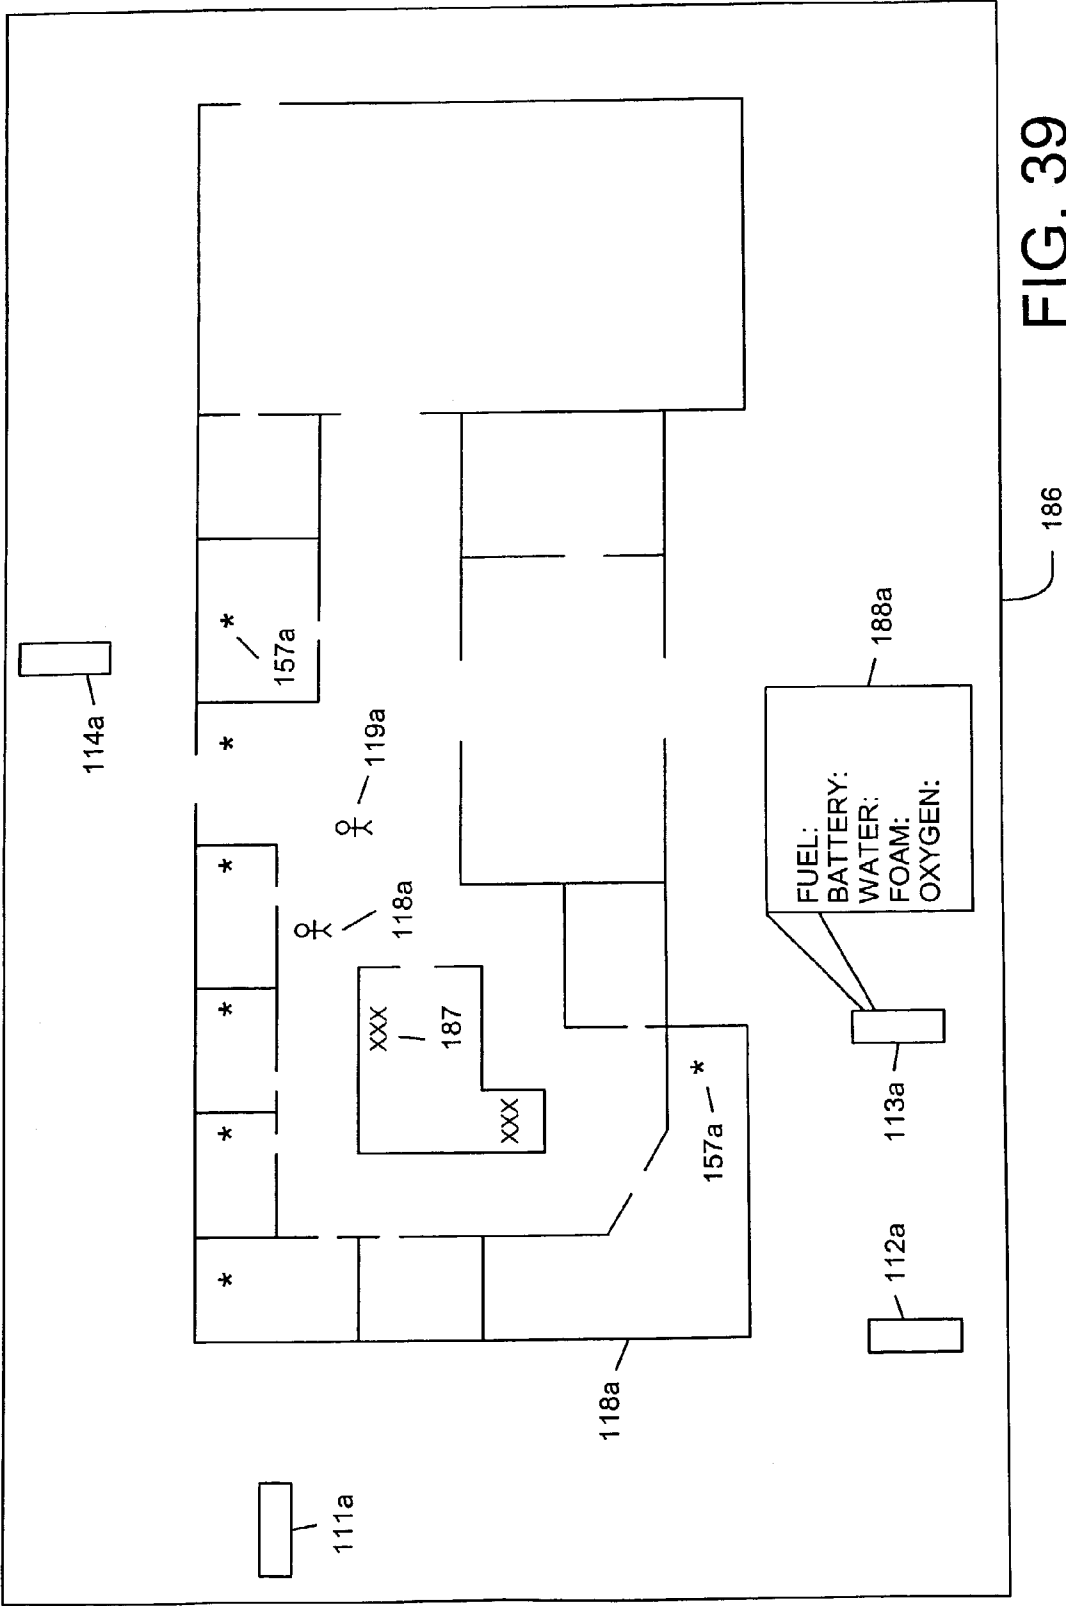 114a
* * * * * *
157a
111a
119a
XXX
118a
187
XXX
118a
*
157a
FUEL:
BATTERY:
WATER:
FOAM:
OXYGEN:
188a
112a
113a
186
FIG. 39